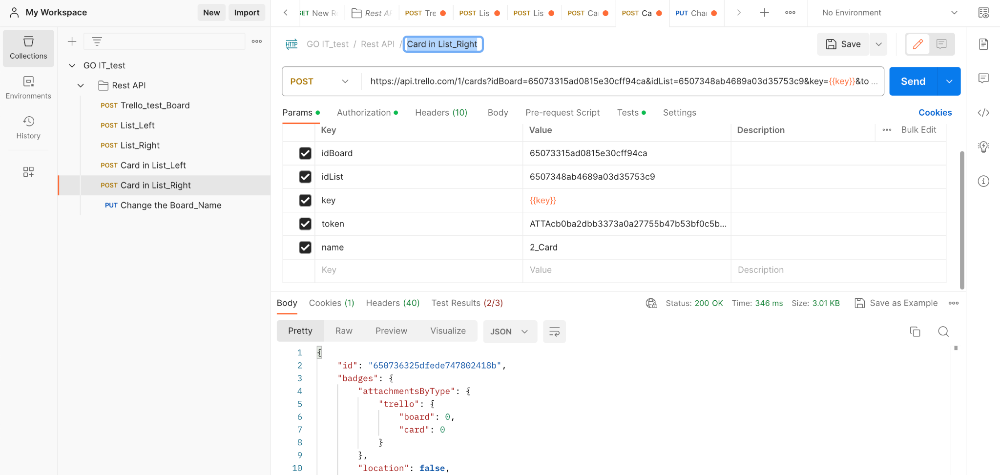 My Workspace
New
Import
GET New R
Rest AP
POST Tre
POST Lis
POST Lis
POST Ca
POST Ca
PUT Chan
No Environment
Collections
Environments
History
GO IT_test
Rest API
POST Trello_test_Board
POST List_Left
POST List_Right
POST Card in List_Left
POST Card in List_Right
PUT Change the Board_Name
HTTP GO IT_test / Rest API / Card in List_Right
Save
POST
https://api.trello.com/1/cards?idBoard=65073315ad0815e30cff94ca&idList=6507348ab4689a03d35753c9&key={{key}}&to ...
Send
Params Authorization Headers (10) Body Pre-request Script Tests Settings Cookies
Key Value Description Bulk Edit
idBoard 65073315ad0815e30cff94ca
idList 6507348ab4689a03d35753c9
key {{key}}
token ATTAcb0ba2dbb3373a0a27755b47b53bf0c5b...
name 2_Card
Key Value Description
Body Cookies (1) Headers (40) Test Results (2/3) Status: 200 OK Time: 346 ms Size: 3.01 KB Save as Example
Pretty Raw Preview Visualize JSON
1 {
2 "id": "650736325dfede747802418b",
3 "badges": {
4 "attachmentsByType": {
5 "trello": {
6 "board": 0,
7 "card": 0
8 }
9 },
10 "location": false,